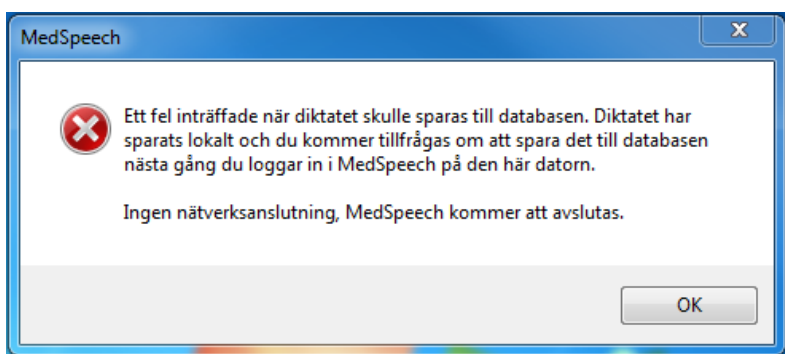 MedSpeech
Ett fel inträffade när diktatet skulle sparas till databasen. Diktatet har
sparats lokalt och du kommer tillfrågas om att spara det till databasen
nästa gång du loggar in i MedSpeech på den här datorn.
Ingen nätverksanslutning, MedSpeech kommer att avslutas.
OK